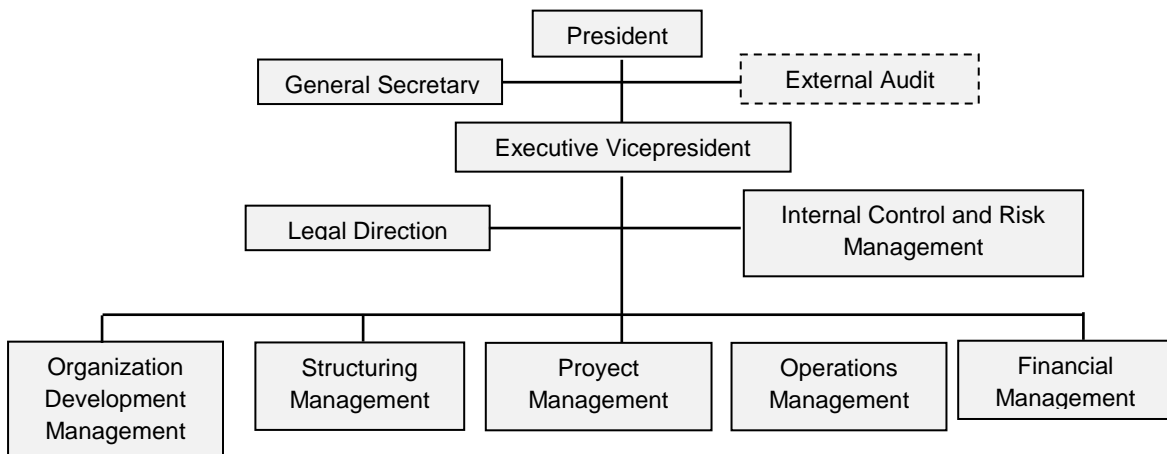 President
General Secretary
External Audit
Executive Vicepresident
Legal Direction
Internal Control and Risk
Management
Organization
Development
Management
Structuring
Management
Proyect
Management
Operations
Management
Financial
Management